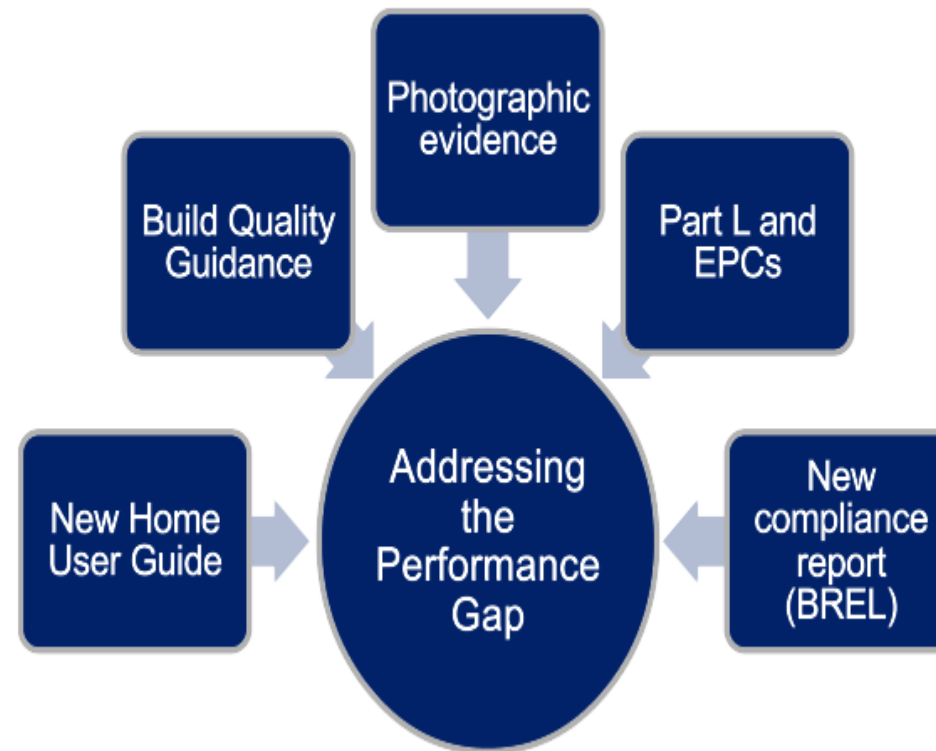 Photographic
evidence
Build Quality
Guidance
Part L and
EPCs
New Home
User Guide
Addressing
the
Performance
Gap
New
compliance
report
(BREL)